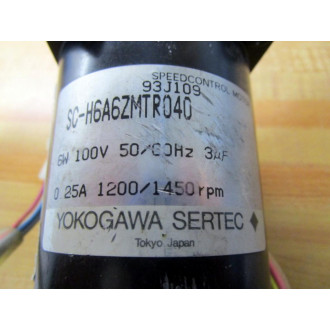 SPEEDCONTROL MOTOR
93J109
SC-H6A6ZMTR040
6W 100V 50/60Hz 3μF
0.25A 1200/1450rpm
YOKOGAWA SERTEC
Tokyo Japan